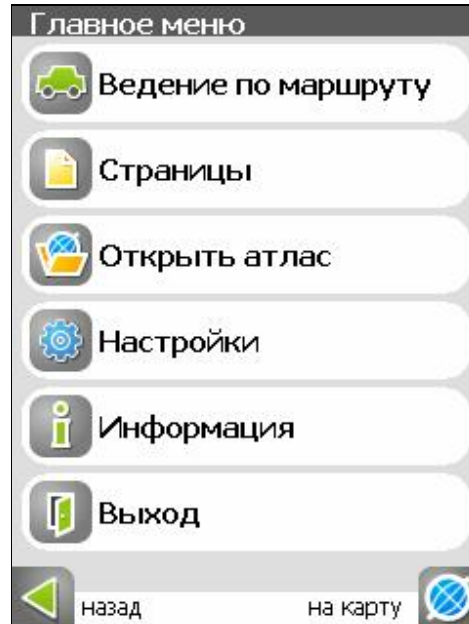 Главное меню
Ведение по маршруту
Страницы
Открыть атлас
Настройки
Информация
Выход
назад
на карту